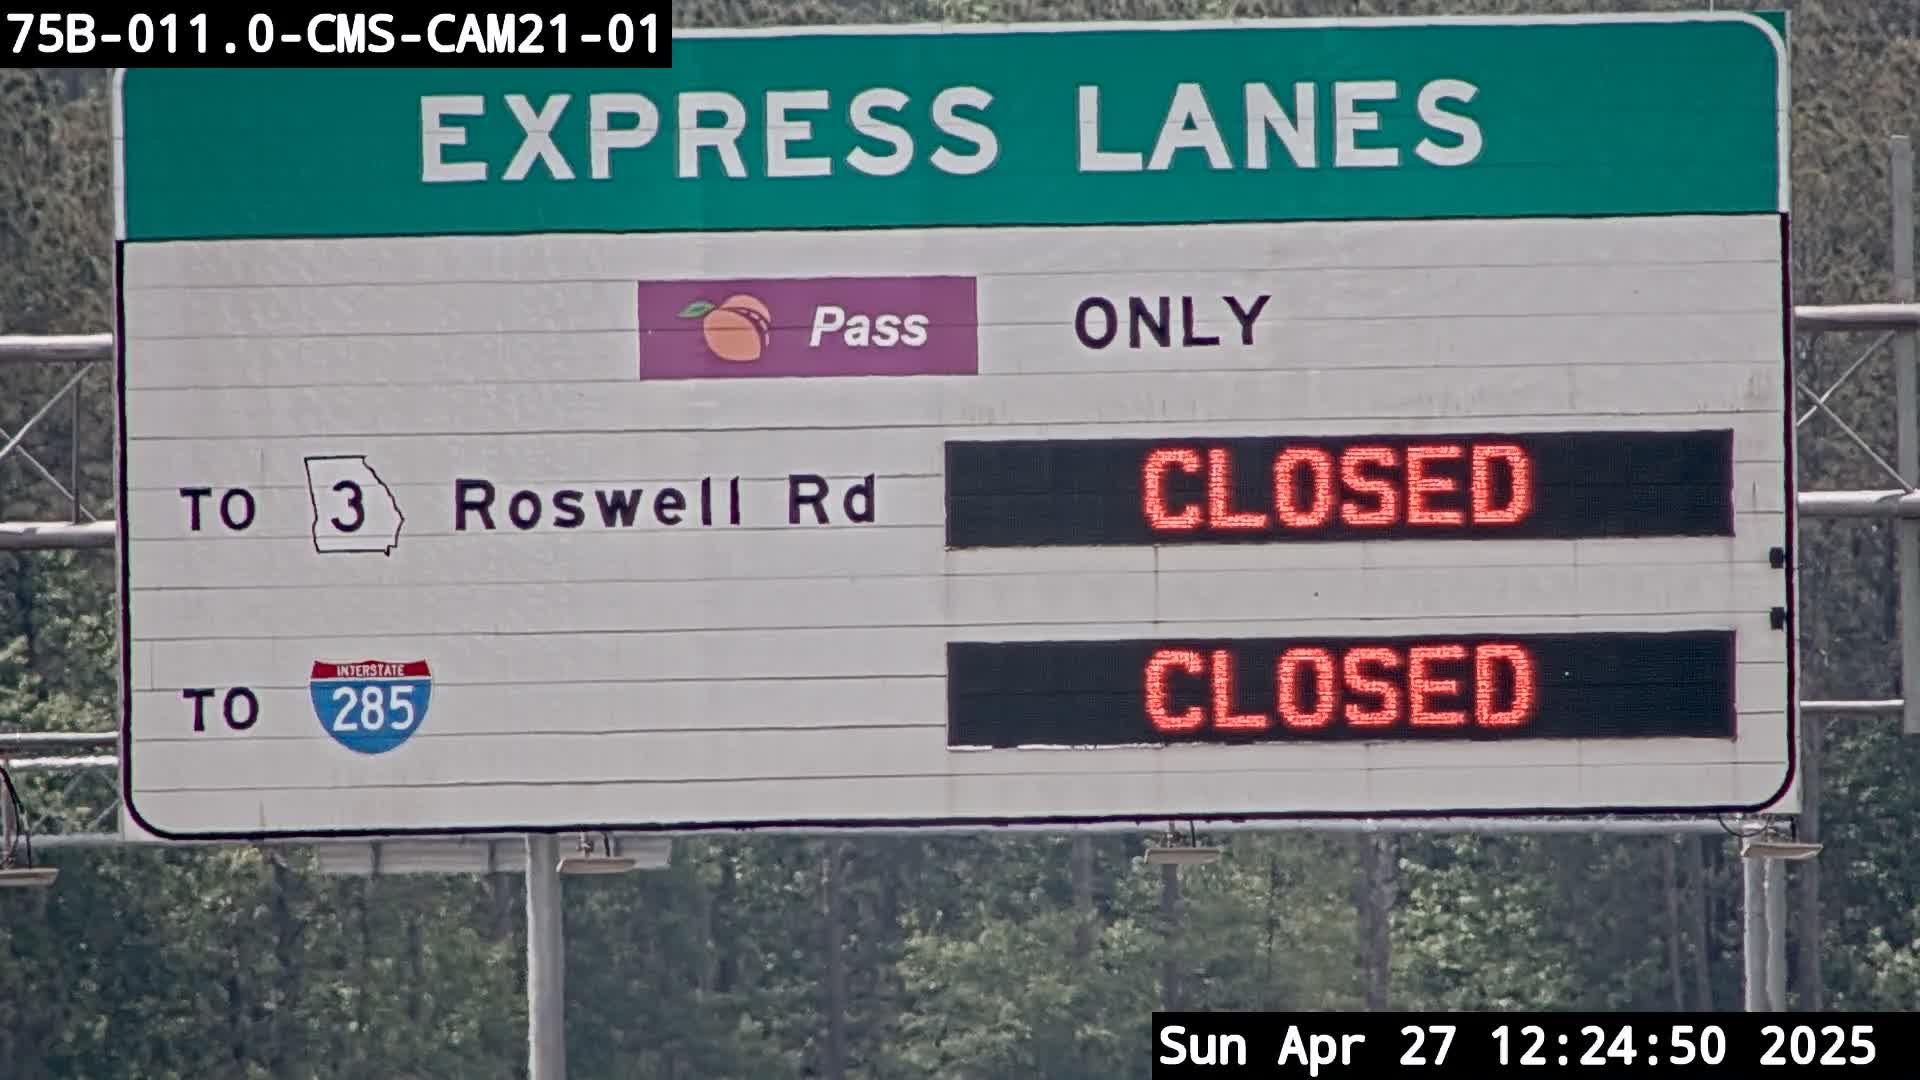 75B-011.0-CMS-CAM21-01
EXPRESS LANES
Pass ONLY
TO 3 Roswell Rd CLOSED
INTERSTATE
TO 285 CLOSED
Sun Apr 27 12:24:50 2025